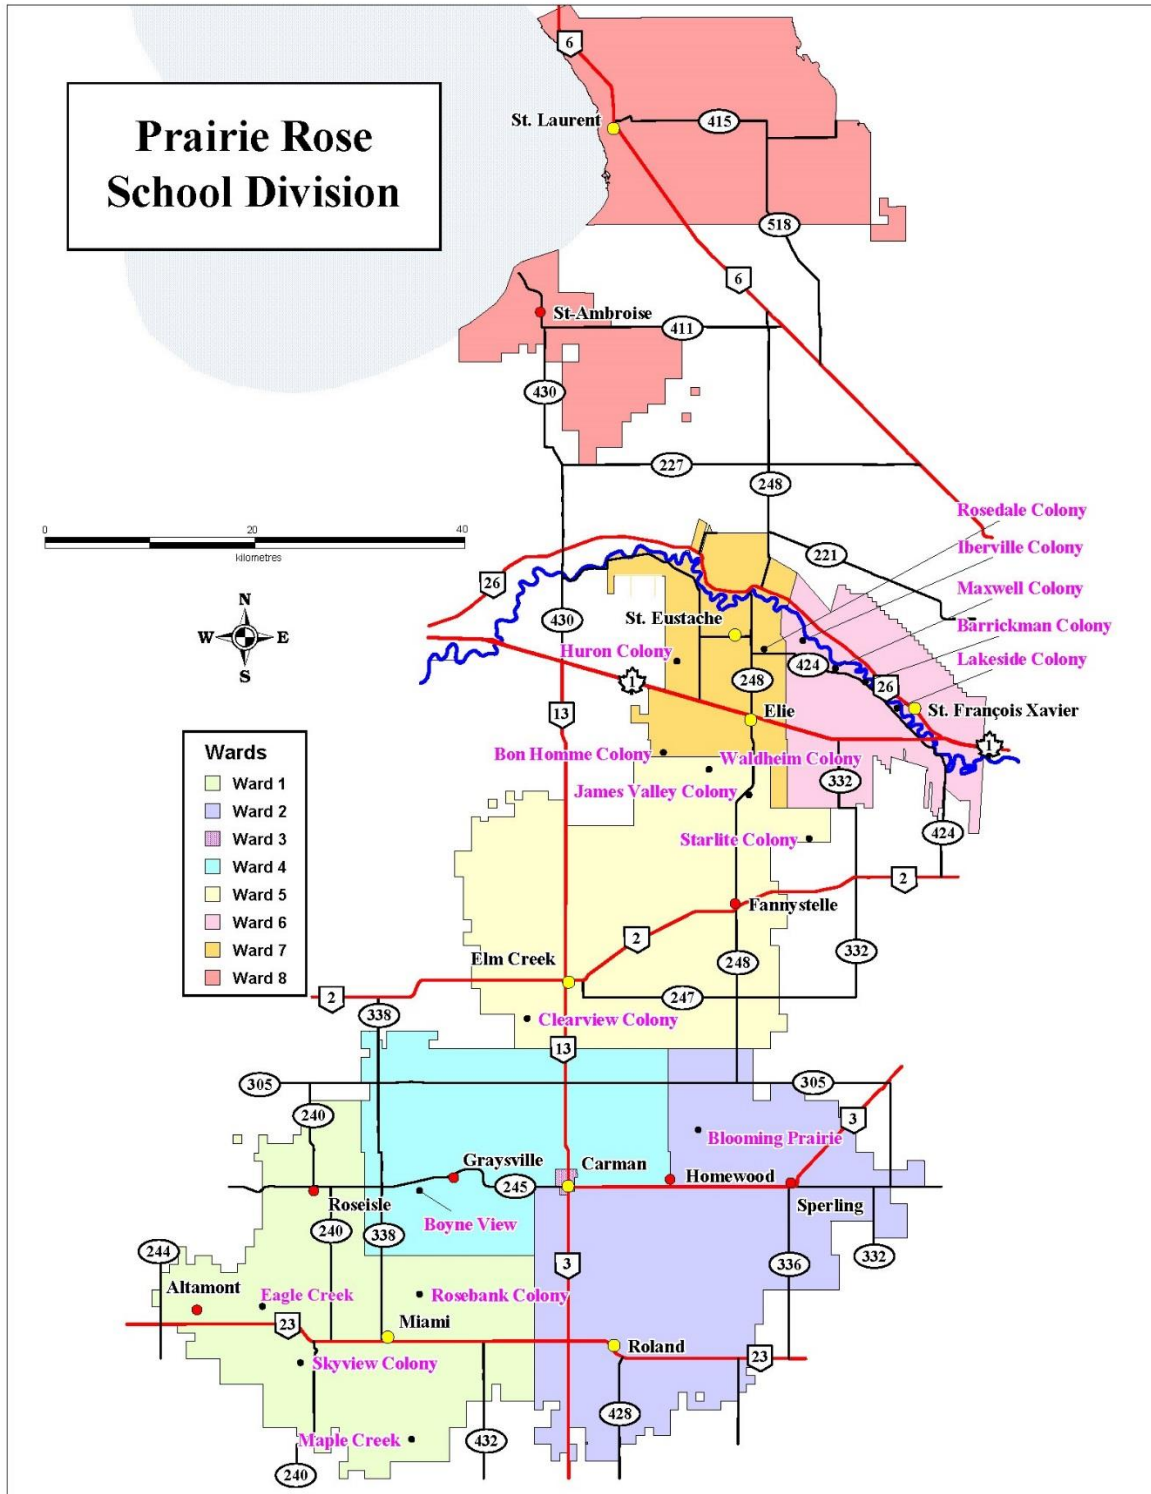 Prairie Rose
School Division
6
St. Laurent
415
518
6
St-Ambroise
411
430
227
248
0
20
40
kilometres
Rosedale Colony
Iberville Colony
Maxwell Colony
Barrickman Colony
Lakeside Colony
221
26
N
W
E
S
430
St. Eustache
Huron Colony
424
1
248
26
13
Elie
St. François Xavier
1
Bon Homme Colony
Waldheim Colony
332
James Valley Colony
424
Starlite Colony
2
Fannystelle
2
332
Elm Creek
248
247
2
338
Clearview Colony
13
Wards
Ward 1
Ward 2
Ward 3
Ward 4
Ward 5
Ward 6
Ward 7
Ward 8
305
305
240
3
Blooming Prairie
Graysville
Carman
Homewood
245
Roseisle
Sperling
Boyne View
240
338
244
332
3
336
Altamont
Eagle Creek
Rosebank Colony
23
Miami
Roland
23
Skyview Colony
428
Maple Creek
432
240